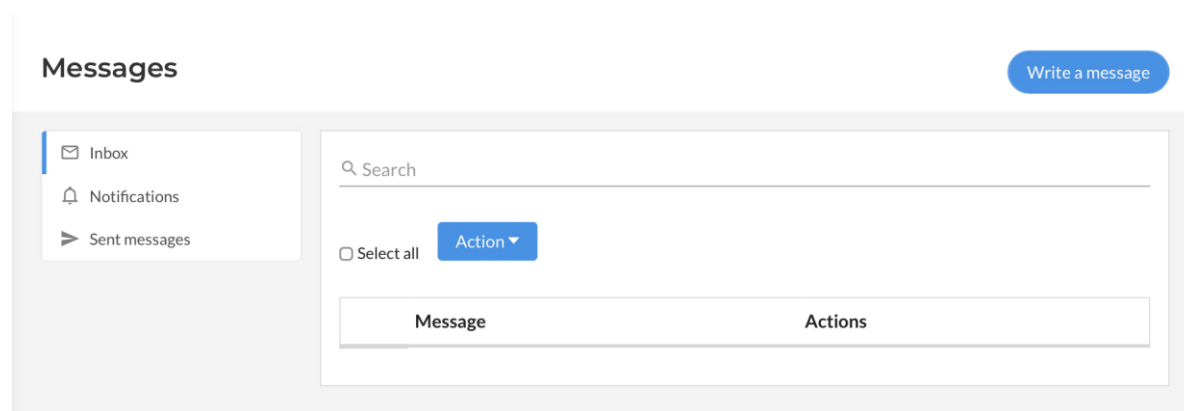 Messages
Write a message
Inbox
Notifications
Sent messages
Search
Select all
Action
Message Actions